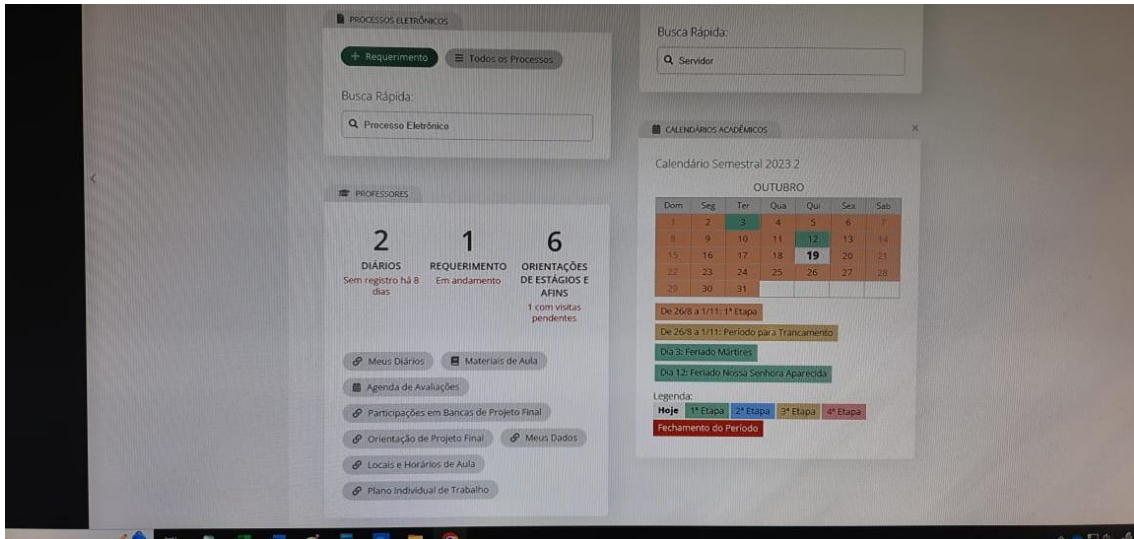 PROCESSOS ELETRÔNICOS
+ Requerimento
Todos os Processos
Busca Rápida:
Processo Eletrônico
PROFESSORES
2
DIÁRIOS
Sem registro há 8
dias
1
REQUERIMENTO
Em andamento
6
ORIENTAÇÕES
DE ESTÁGIOS E
AFINS
1 com visitas
pendentes
Meus Diários
Materiais de Aula
Agenda de Avaliações
Participações em Bancas de Projeto Final
Orientação de Projeto Final
Meus Dados
Locais e Horários de Aula
Plano Individual de Trabalho
Busca Rápida:
Servidor
CALENDÁRIOS ACADÊMICOS
Calendário Semestral 2023.2
OUTUBRO
Dom Seg Ter Qua Qui Sex Sab
1 2 3 4 5 6 7
8 9 10 11 12 13 14
15 16 17 18 19 20 21
22 23 24 25 26 27 28
29 30 31
De 26/8 a 1/11: 1ª Etapa
De 26/8 a 1/11: Período para Trancamento
Dia 3: Feriado Mártires
Dia 12: Feriado Nossa Senhora Aparecida
Legenda:
Hoje 1ª Etapa 2ª Etapa 3ª Etapa 4ª Etapa
Fechamento do Período